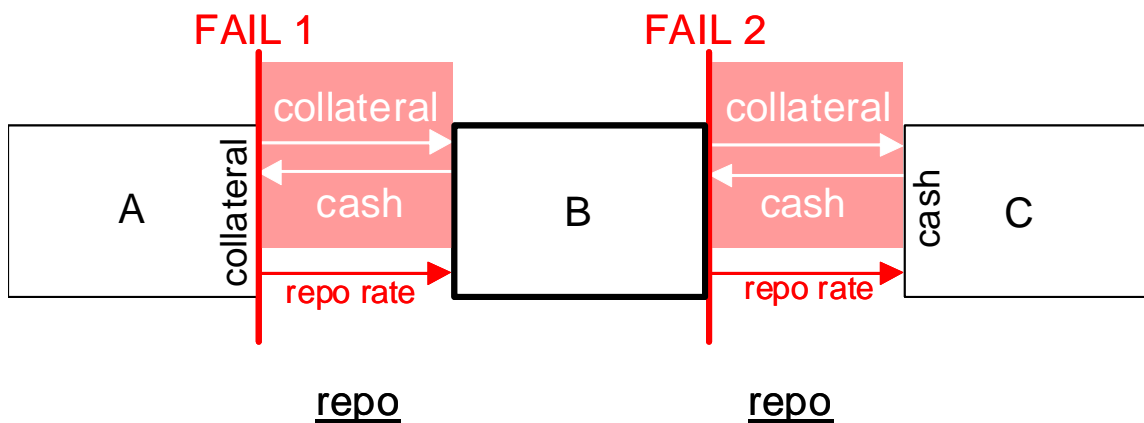 FAIL 1
FAIL 2
collateral
collateral
A
collateral
cash
B
cash
cash
C
repo rate
repo rate
repo
repo